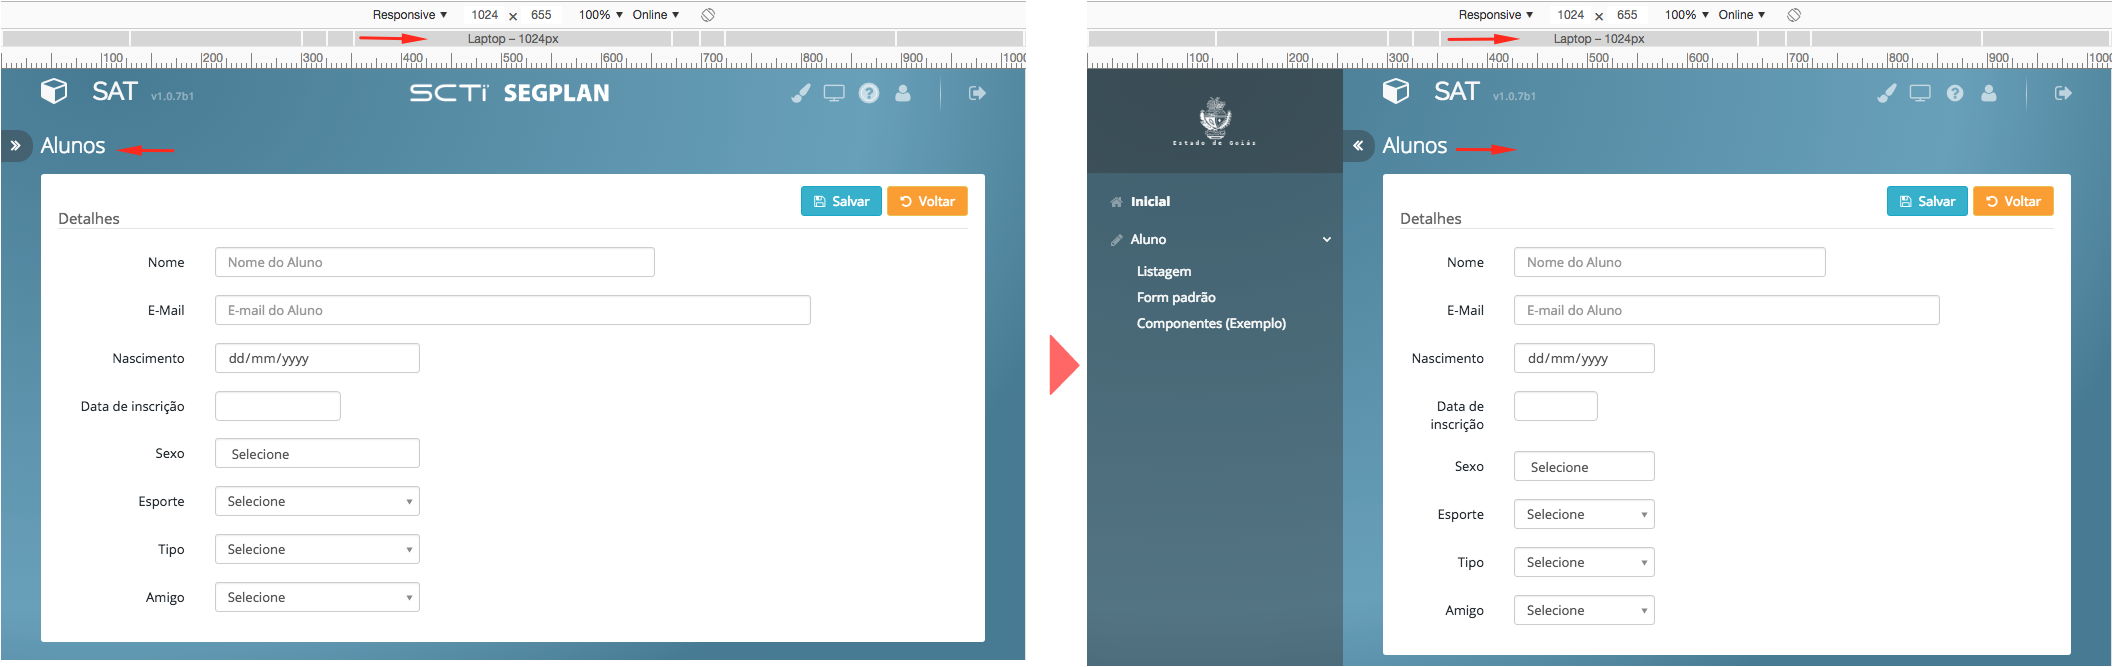 Responsive ▼ 1024 × 655 100% ▼ Online ▼
Laptop – 1024px
100 200 300 400 500 600 700 800 900 1000
SAT v1.0.7b1 SCTi SEGPLAN
» Alunos
Salvar Voltar
Detalhes
Nome Nome do Aluno
E-Mail E-mail do Aluno
Nascimento dd/mm/yyyy
Data de inscrição
Sexo Selecione
Esporte Selecione
Tipo Selecione
Amigo Selecione
Responsive ▼ 1024 × 655 100% ▼ Online ▼
Laptop – 1024px
100 200 300 400 500 600 700 800 900 1000
Estado de Goiás
Inicial
Aluno
Listagem
Form padrão
Componentes (Exemplo)
SAT v1.0.7b1
« Alunos
Salvar Voltar
Detalhes
Nome Nome do Aluno
E-Mail E-mail do Aluno
Nascimento dd/mm/yyyy
Data de
inscrição
Sexo Selecione
Esporte Selecione
Tipo Selecione
Amigo Selecione